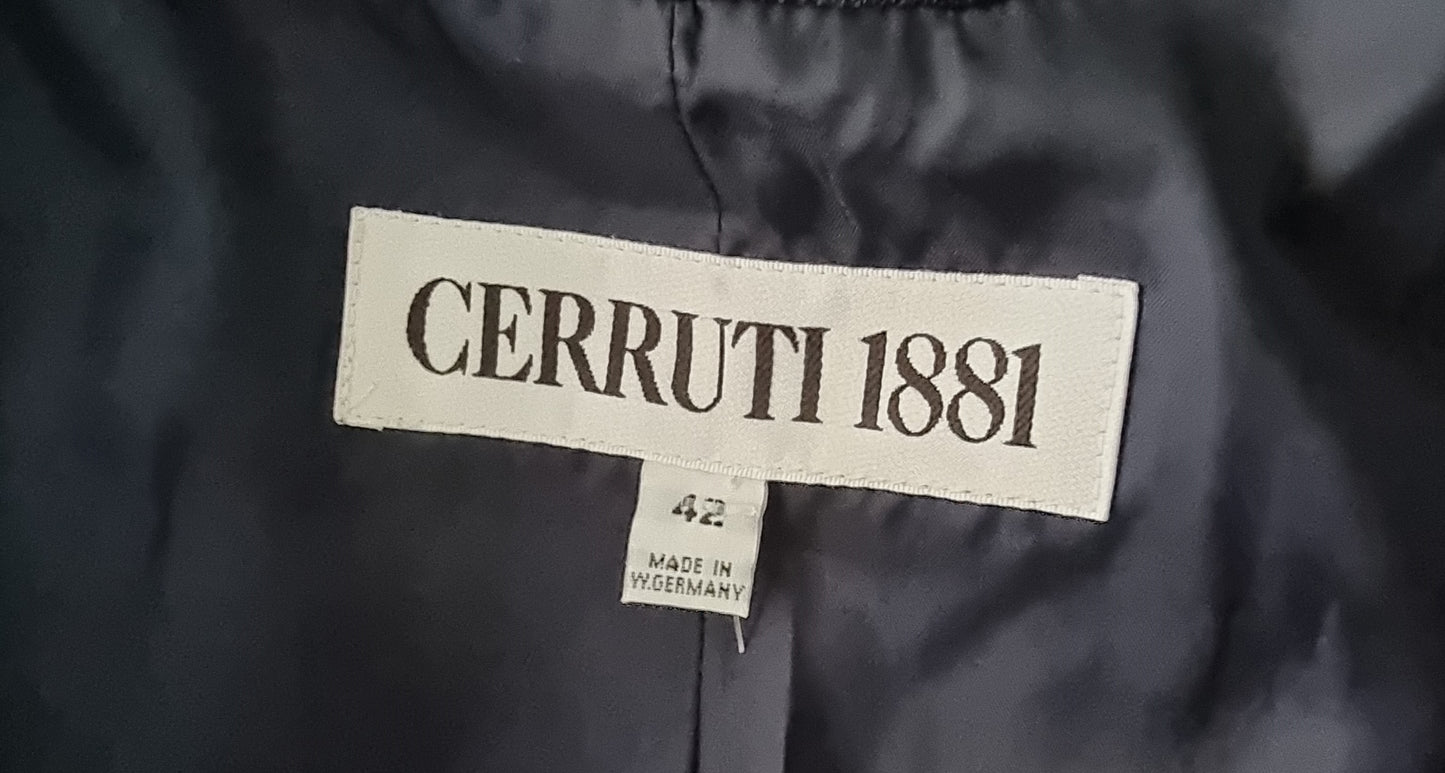 CERRUTI 1881
42
MADE IN
W.GERMANY